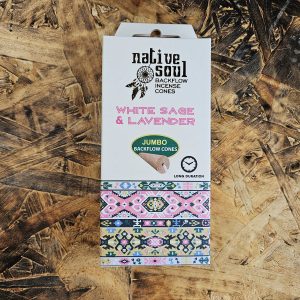 native
soul
BACKFLOW
INCENSE
CONES
WHITE SAGE
& LAVENDER
JUMBO
BACKFLOW CONES
LONG DURATION